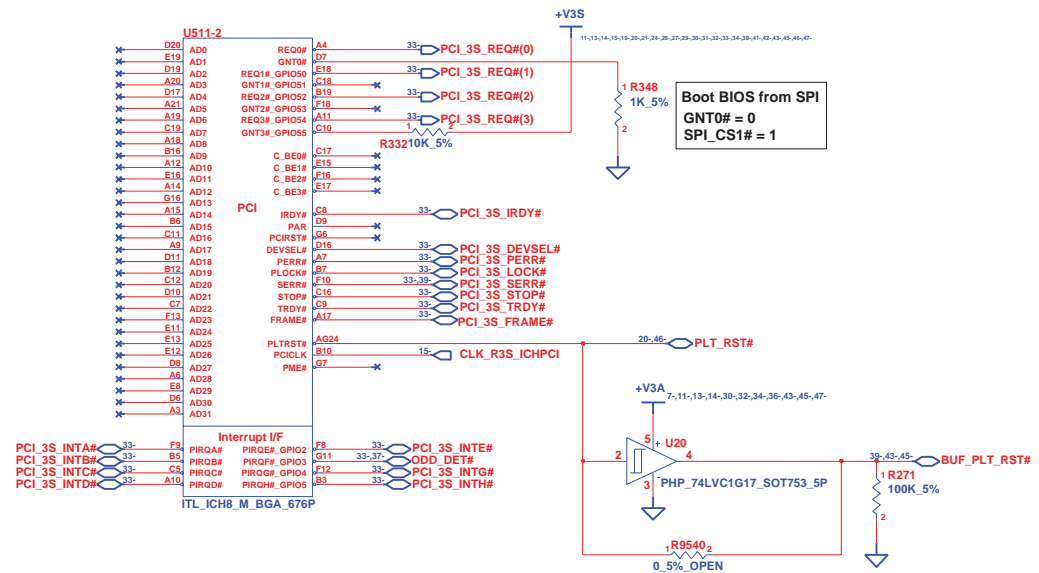 U511-2
+V3S
11-,13-,14-,15-,19-,20-,21-,24-,26-,27-,29-,30-,31-,32-,33-,34-,39-,41-,42-,43-,45-,46-,47-
D20 AD0 REQ0# A4 33- PCI_3S_REQ#(0)
E19 AD1 GNT0# D7
D19 AD2 REQ1#_GPIO50 E18 33- PCI_3S_REQ#(1)
A20 AD3 GNT1#_GPIO51 C18
D17 AD4 REQ2#_GPIO52 B19 33- PCI_3S_REQ#(2)
A21 AD5 GNT2#_GPIO53 F18
A19 AD6 REQ3#_GPIO54 A11 33- PCI_3S_REQ#(3)
C19 AD7 GNT3#_GPIO55 C10 1 2
R332 10K_5%
1 R348
1K_5%
2
Boot BIOS from SPI
GNT0# = 0
SPI_CS1# = 1
A18 AD8
B16 AD9 C_BE0# C17
A12 AD10 C_BE1# E15
E16 AD11 C_BE2# F16
A14 AD12 C_BE3# E17
G16 AD13
PCI
A15 AD14 IRDY# C8 33- PCI_3S_IRDY#
B6 AD15 PAR D9
C11 AD16 PCIRST# G6
A9 AD17 DEVSEL# D16 33- PCI_3S_DEVSEL#
D11 AD18 PERR# A7 33- PCI_3S_PERR#
B12 AD19 PLOCK# B7 33- PCI_3S_LOCK#
C12 AD20 SERR# F10 33-,39- PCI_3S_SERR#
D10 AD21 STOP# C16 33- PCI_3S_STOP#
C7 AD22 TRDY# C9 33- PCI_3S_TRDY#
F13 AD23 FRAME# A17 33- PCI_3S_FRAME#
E11 AD24
E13 AD25 PLTRST# AG24 20-,46- PLT_RST#
E12 AD26 PCICLK B10 15- CLK_R3S_ICHPCI
D8 AD27 PME# G7
A6 AD28
E8 AD29
D6 AD30
A3 AD31
+V3A
7-,11-,13-,14-,30-,32-,34-,36-,43-,45-,47-
5 + U20
2 4
3 -
PHP_74LVC1G17_SOT753_5P
39-,43-,45- BUF_PLT_RST#
1 R271
100K_5%
2
1 R9540 2
0_5%_OPEN
Interrupt I/F
PCI_3S_INTA# 33- F9 PIRQA# PIRQE#_GPIO2 F8 33- PCI_3S_INTE#
PCI_3S_INTB# 33- B5 PIRQB# PIRQF#_GPIO3 G11 33-,37- ODD_DET#
PCI_3S_INTC# 33- C5 PIRQC# PIRQG#_GPIO4 F12 33- PCI_3S_INTG#
PCI_3S_INTD# 33- A10 PIRQD# PIRQH#_GPIO5 B3 33- PCI_3S_INTH#
ITL_ICH8_M_BGA_676P